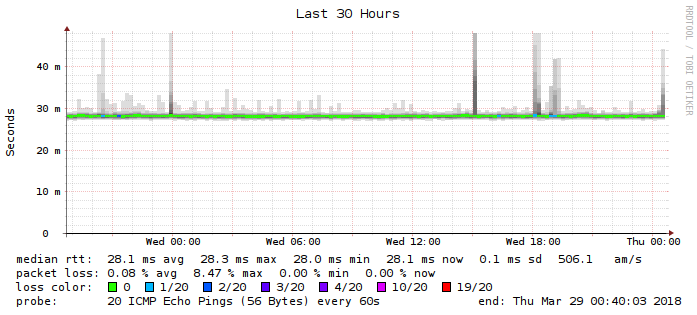 Last 30 Hours
RRDTOOL / TOBI OETIKER
Seconds
40 m
30 m
20 m
10 m
0
Wed 00:00 Wed 06:00 Wed 12:00 Wed 18:00 Thu 00:00
median rtt: 28.1 ms avg 28.3 ms max 28.0 ms min 28.1 ms now 0.1 ms sd 506.1 am/s
packet loss: 0.08 % avg 8.47 % max 0.00 % min 0.00 % now
loss color: 0 1/20 2/20 3/20 4/20 10/20 19/20
probe: 20 ICMP Echo Pings (56 Bytes) every 60s end: Thu Mar 29 00:40:03 2018